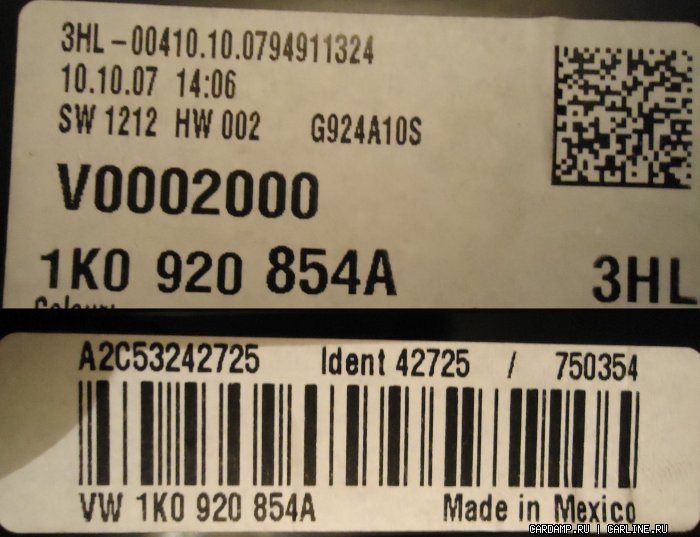 3HL-00410.10.0794911324
10.10.07 14:06
SW 1212 HW 002 G924A10S
V0002000
1K0 920 854A 3HL
A2C53242725 Ident 42725 / 750354
VW 1K0 920 854A Made in Mexico
CARDAMP.RU | CARLINE.RU